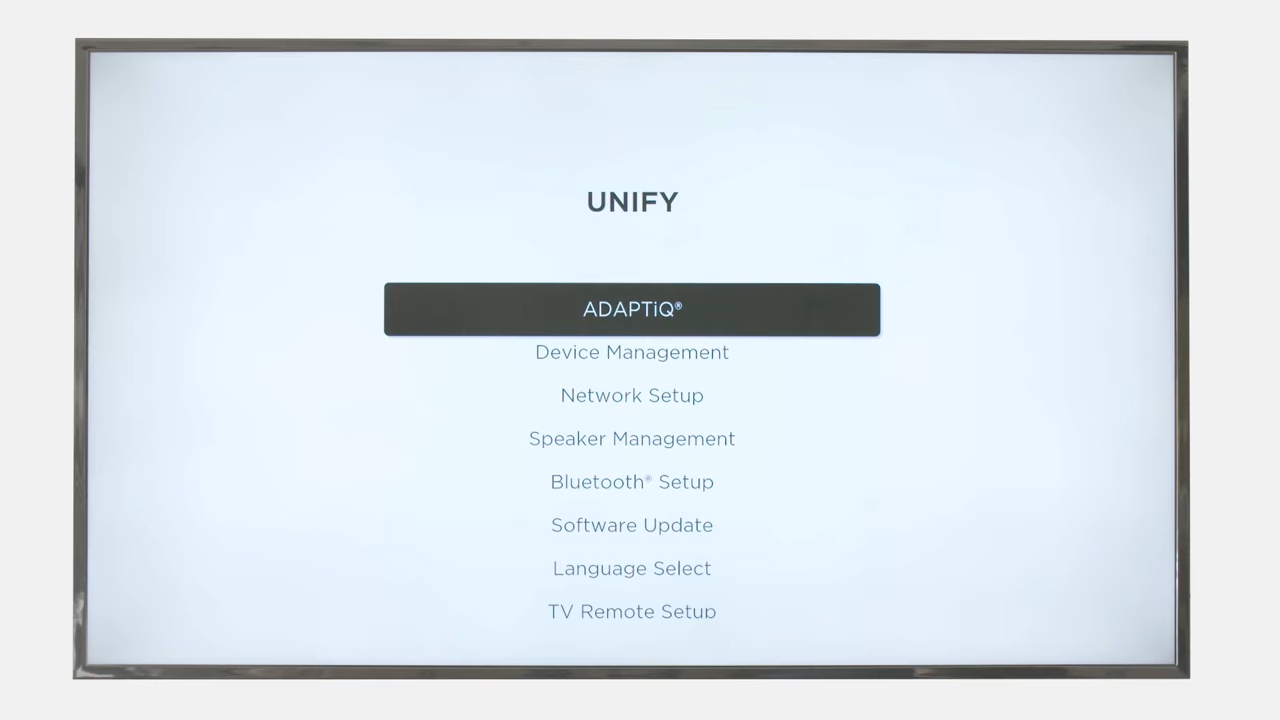 UNIFY
ADAPTiQ®
Device Management
Network Setup
Speaker Management
Bluetooth® Setup
Software Update
Language Select
TV Remote Setup